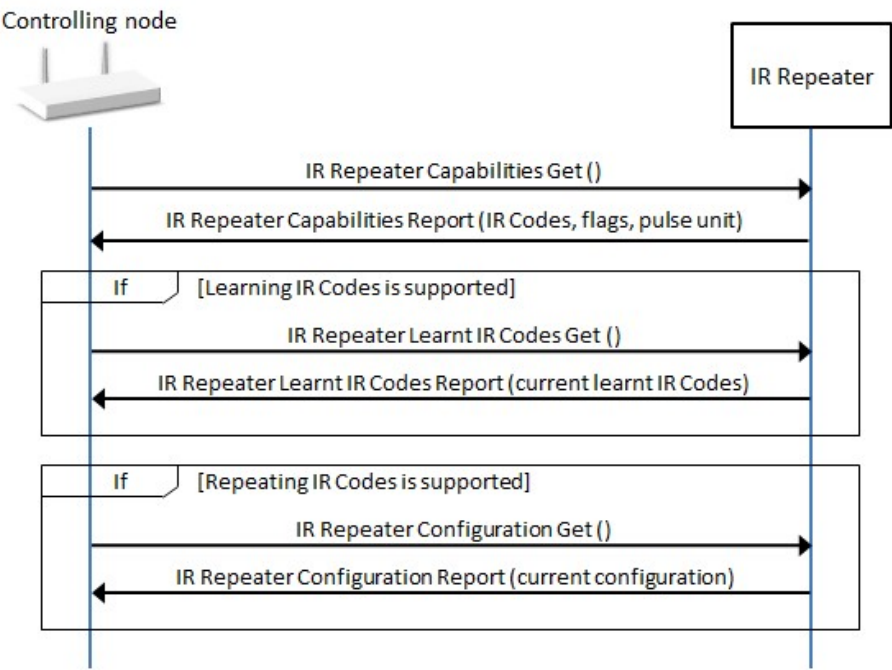 Controlling node
IR Repeater
IR Repeater Capabilities Get ()
IR Repeater Capabilities Report (IR Codes, flags, pulse unit)
If
[Learning IR Codes is supported]
IR Repeater Learnt IR Codes Get ()
IR Repeater Learnt IR Codes Report (current learnt IR Codes)
If
[Repeating IR Codes is supported]
IR Repeater Configuration Get ()
IR Repeater Configuration Report (current configuration)